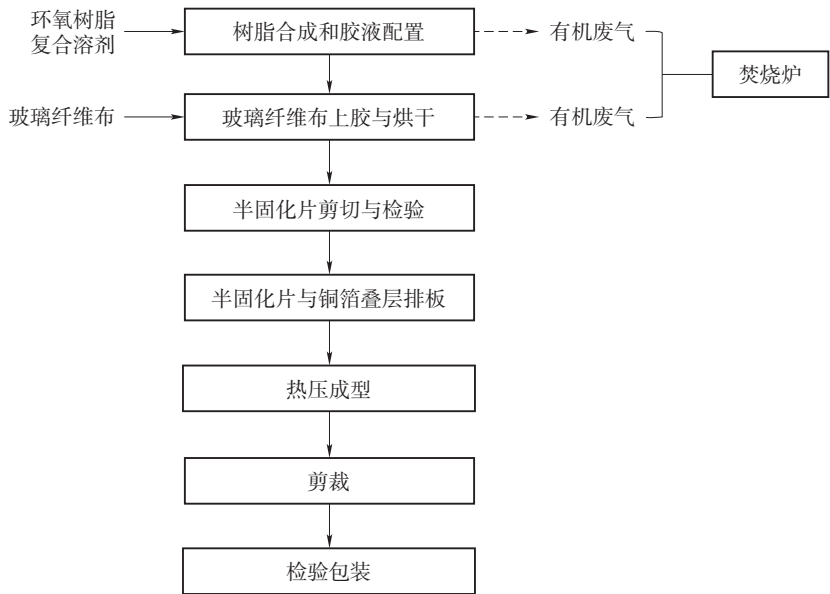 环氧树脂
复合溶剂
树脂合成和胶液配置
有机废气
焚烧炉
玻璃纤维布
玻璃纤维布上胶与烘干
有机废气
半固化片剪切与检验
半固化片与铜箔叠层排板
热压成型
剪裁
检验包装